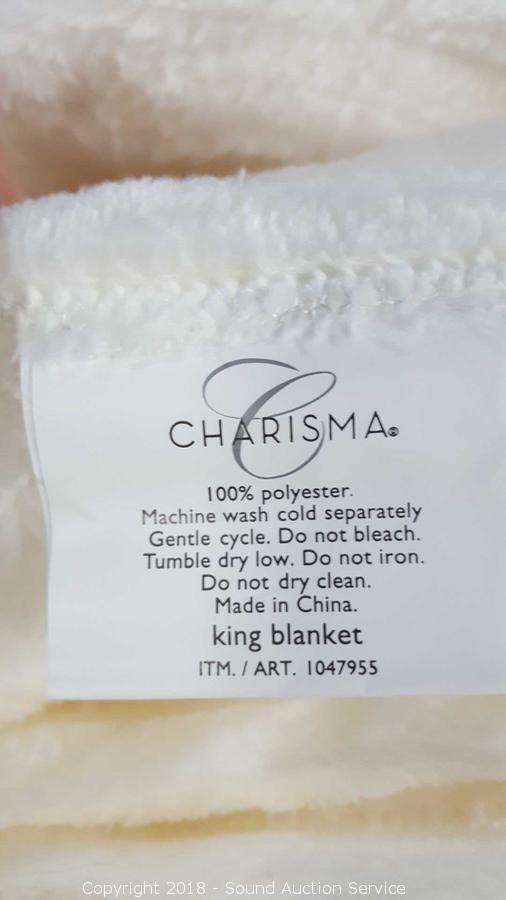 CHARISMA®
100% polyester.
Machine wash cold separately
Gentle cycle. Do not bleach.
Tumble dry low. Do not iron.
Do not dry clean.
Made in China.
king blanket
ITM. / ART. 1047955
Copyright 2018 - Sound Auction Service